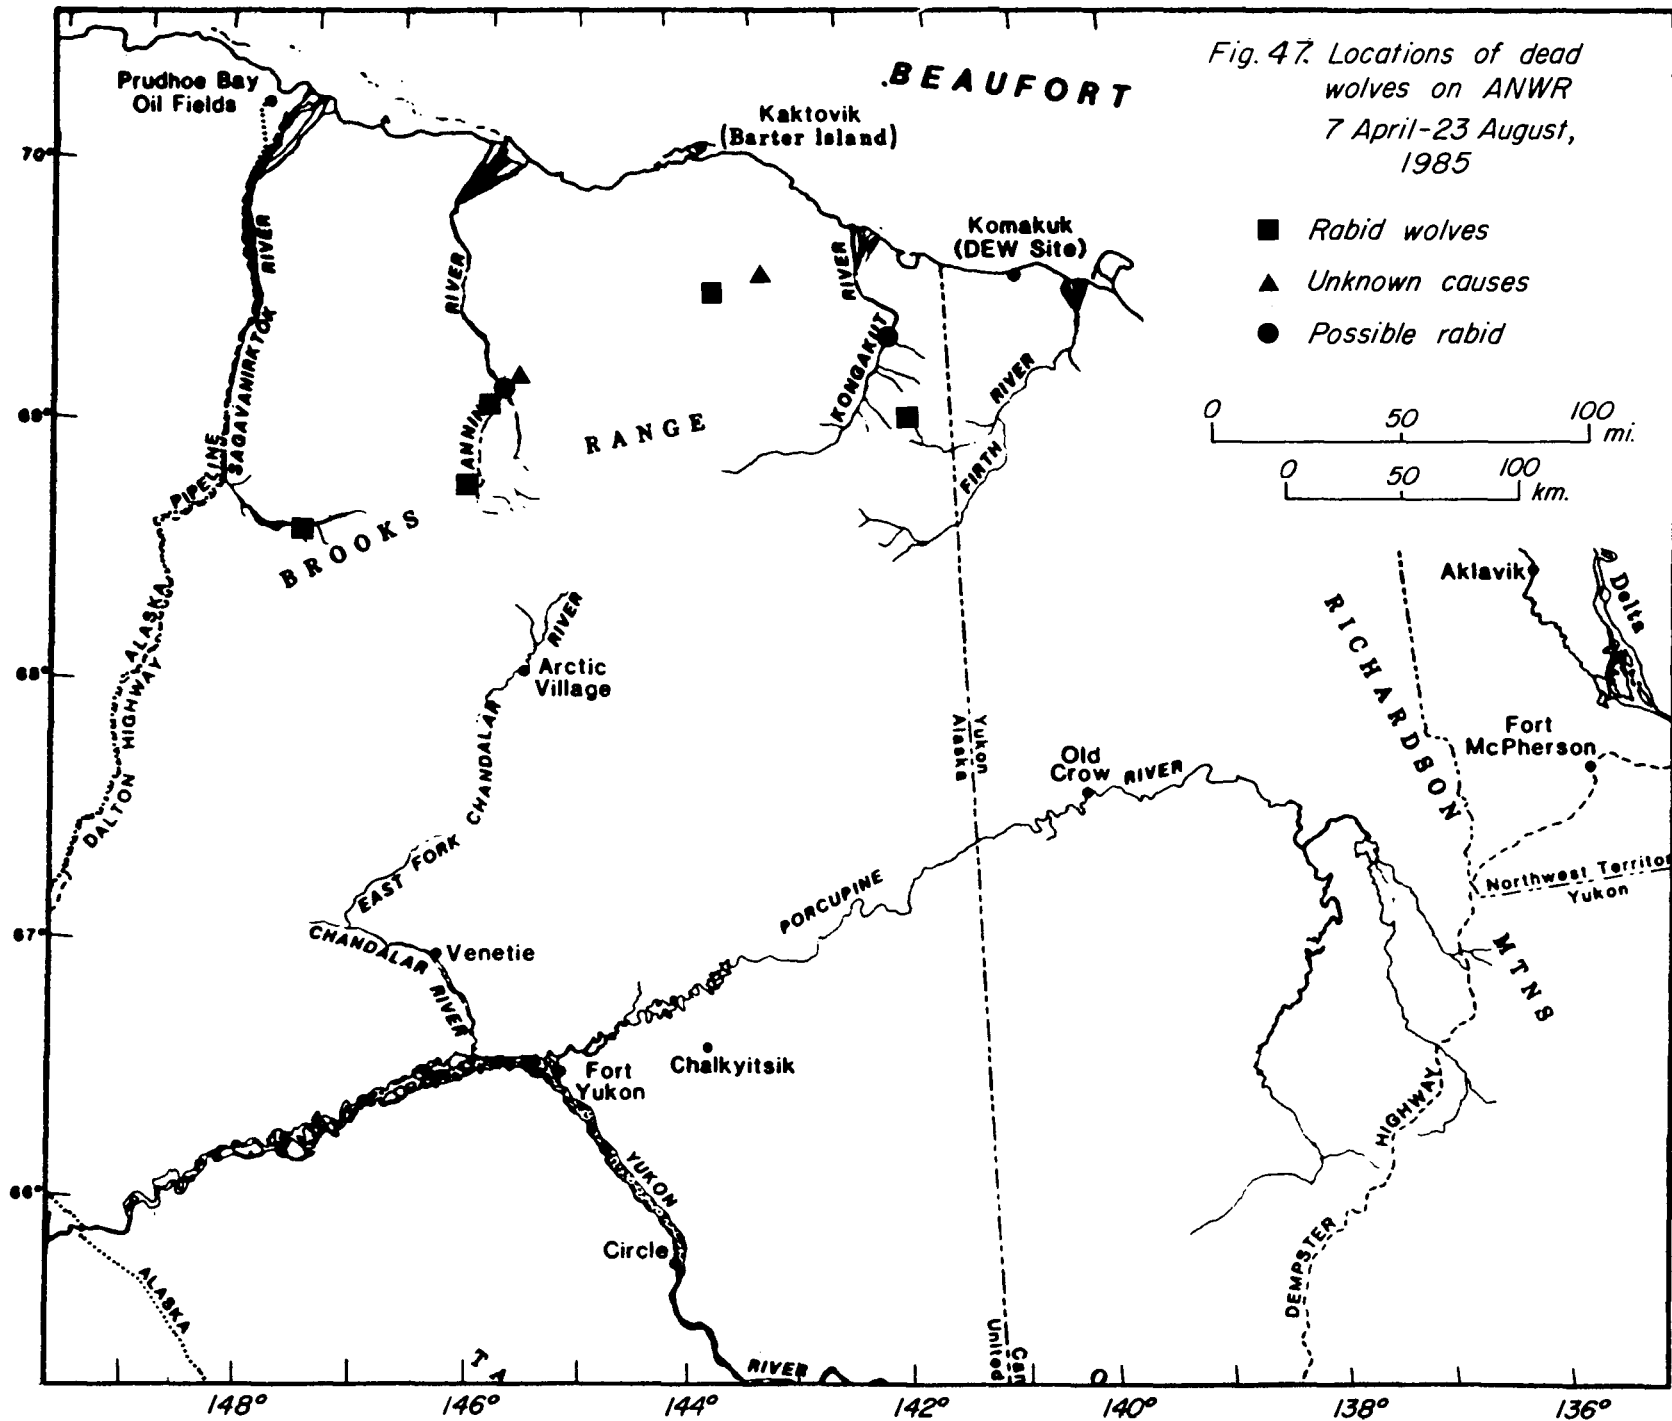 Fig. 47. Locations of dead
wolves on ANWR
7 April-23 August,
1985
Rabid wolves
Unknown causes
Possible rabid
0 50 100 mi.
0 50 100 km.
BEAUFORT
Prudhoe Bay
Oil Fields
Kaktovik
(Barter Island)
Komakuk
(DEW Site)
70°
69°
68°
67°
66°
RIVER
SAGAVANIRKTOK
RIVER
ANNIN
RIVER
KONGAKUT
RIVER
FIRTH
BROOKS
RANGE
PIPELINE
ALASKA
DALTON HIGHWAY
RIVER
Arctic
Village
CHANDALAR
EAST FORK
CHANDALAR
RIVER
Venetie
Yukon
Alaska
Old
Crow
RIVER
PORCUPINE
Aklavik
Delta
RICHARDSON
MTNS
Fort
McPherson
Northwest Territor
Yukon
Fort
Yukon
Chalkyitsik
YUKON
Circle
RIVER
ALASKA
HIGHWAY
DEMPSTER
United
Can
148° 146° 144° 142° 140° 138° 136°